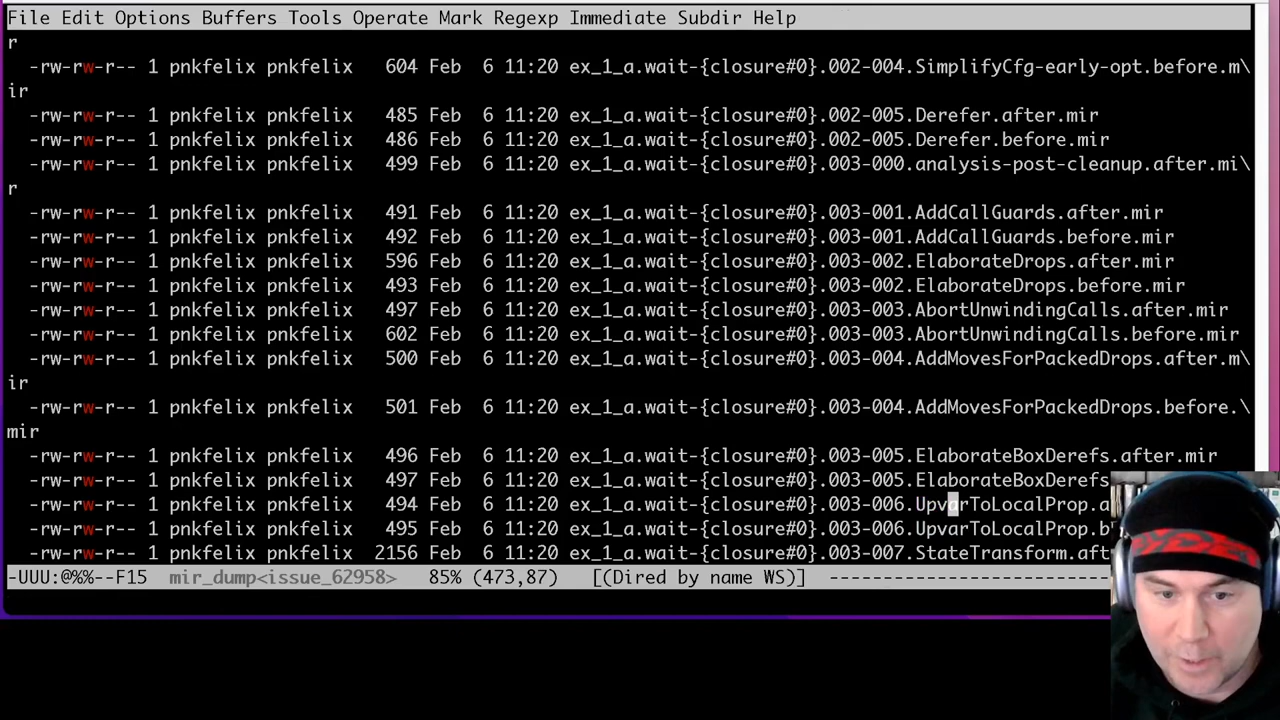 File Edit Options Buffers Tools Operate Mark Regexp Immediate Subdir Help
r
-rw-rw-r-- 1 pnkfelix pnkfelix 604 Feb 6 11:20 ex_1_a.wait-{closure#0}.002-004.SimplifyCfg-early-opt.before.m\
ir
-rw-rw-r-- 1 pnkfelix pnkfelix 485 Feb 6 11:20 ex_1_a.wait-{closure#0}.002-005.Derefer.after.mir
-rw-rw-r-- 1 pnkfelix pnkfelix 486 Feb 6 11:20 ex_1_a.wait-{closure#0}.002-005.Derefer.before.mir
-rw-rw-r-- 1 pnkfelix pnkfelix 499 Feb 6 11:20 ex_1_a.wait-{closure#0}.003-000.analysis-post-cleanup.after.mi\
r
-rw-rw-r-- 1 pnkfelix pnkfelix 491 Feb 6 11:20 ex_1_a.wait-{closure#0}.003-001.AddCallGuards.after.mir
-rw-rw-r-- 1 pnkfelix pnkfelix 492 Feb 6 11:20 ex_1_a.wait-{closure#0}.003-001.AddCallGuards.before.mir
-rw-rw-r-- 1 pnkfelix pnkfelix 596 Feb 6 11:20 ex_1_a.wait-{closure#0}.003-002.ElaborateDrops.after.mir
-rw-rw-r-- 1 pnkfelix pnkfelix 493 Feb 6 11:20 ex_1_a.wait-{closure#0}.003-002.ElaborateDrops.before.mir
-rw-rw-r-- 1 pnkfelix pnkfelix 497 Feb 6 11:20 ex_1_a.wait-{closure#0}.003-003.AbortUnwindingCalls.after.mir
-rw-rw-r-- 1 pnkfelix pnkfelix 602 Feb 6 11:20 ex_1_a.wait-{closure#0}.003-003.AbortUnwindingCalls.before.mir
-rw-rw-r-- 1 pnkfelix pnkfelix 500 Feb 6 11:20 ex_1_a.wait-{closure#0}.003-004.AddMovesForPackedDrops.after.m\
ir
-rw-rw-r-- 1 pnkfelix pnkfelix 501 Feb 6 11:20 ex_1_a.wait-{closure#0}.003-004.AddMovesForPackedDrops.before.\
mir
-rw-rw-r-- 1 pnkfelix pnkfelix 496 Feb 6 11:20 ex_1_a.wait-{closure#0}.003-005.ElaborateBoxDerefs.after.mir
-rw-rw-r-- 1 pnkfelix pnkfelix 497 Feb 6 11:20 ex_1_a.wait-{closure#0}.003-005.ElaborateBoxDerefs
-rw-rw-r-- 1 pnkfelix pnkfelix 494 Feb 6 11:20 ex_1_a.wait-{closure#0}.003-006.UpvarToLocalProp.a
-rw-rw-r-- 1 pnkfelix pnkfelix 495 Feb 6 11:20 ex_1_a.wait-{closure#0}.003-006.UpvarToLocalProp.b
-rw-rw-r-- 1 pnkfelix pnkfelix 2156 Feb 6 11:20 ex_1_a.wait-{closure#0}.003-007.StateTransform.aft
-UUU:@%%--F15 mir_dump<issue_62958> 85% (473,87) [(Dired by name WS)] -----------------------